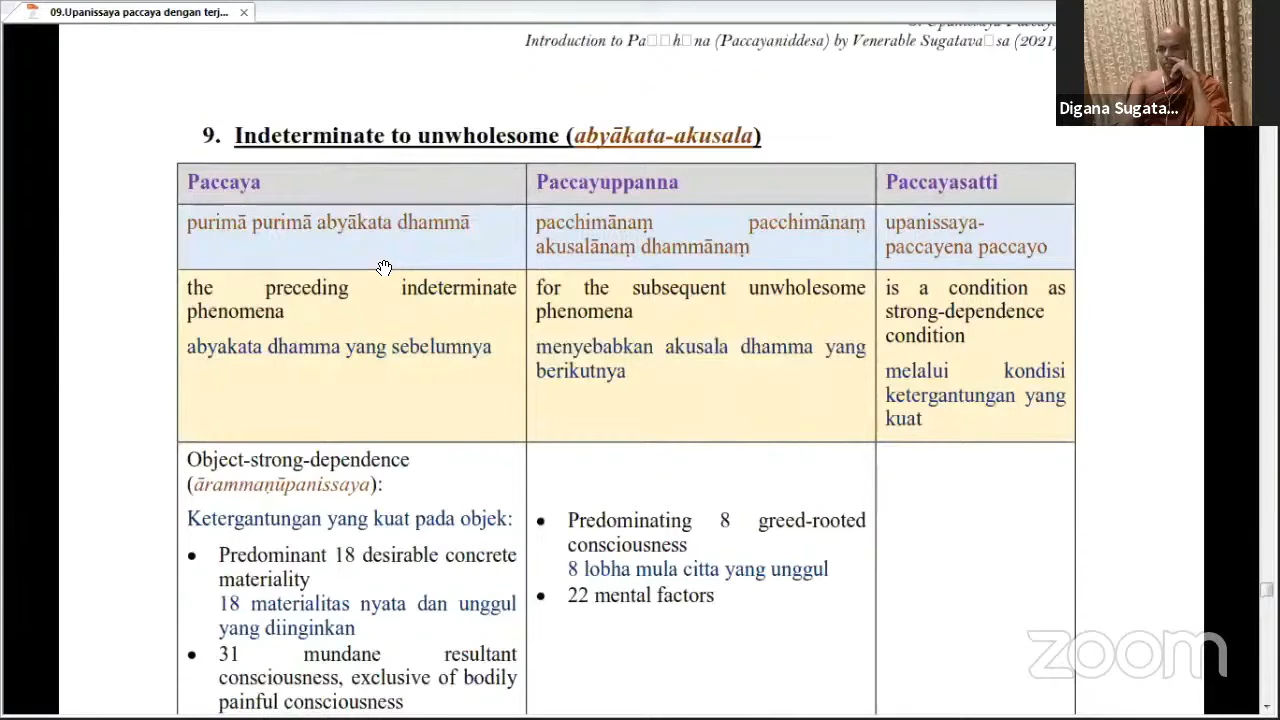 09.Upanissaya paccaya dengan terj...
Introduction to Pa□□h□na (Paccayaniddesa) by Venerable Sugatava□sa (2021)
Digana Sugata...
9. Indeterminate to unwholesome (abyākata-akusala)
Paccaya
Paccayuppanna
Paccayasatti
purimā purimā abyākata dhammā
pacchimānaṃ pacchimānaṃ
akusalānaṃ dhammānaṃ
upanissaya-
paccayena paccayo
the preceding indeterminate
phenomena
abyakata dhamma yang sebelumnya
for the subsequent unwholesome
phenomena
menyebabkan akusala dhamma yang
berikutnya
is a condition as
strong-dependence
condition
melalui kondisi
ketergantungan yang
kuat
Object-strong-dependence
(ārammaṇūpanissaya):
Ketergantungan yang kuat pada objek:
• Predominant 18 desirable concrete
materiality
18 materialitas nyata dan unggul
yang diinginkan
• 31 mundane resultant
consciousness, exclusive of bodily
painful consciousness
• Predominating 8 greed-rooted
consciousness
8 lobha mula citta yang unggul
• 22 mental factors
zoom